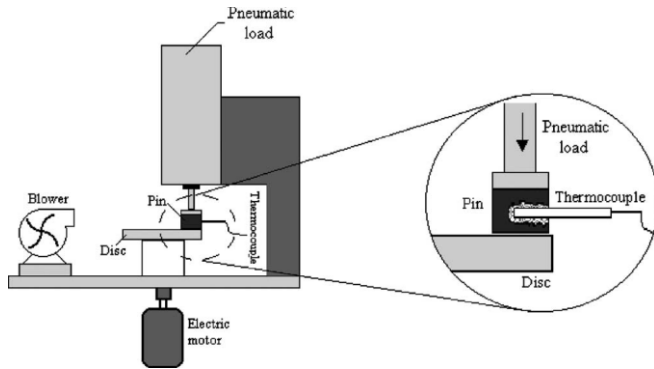 Pneumatic
load
Blower
Pin
Thermocouple
Disc
Electric
motor
Pneumatic
load
Thermocouple
Pin
Disc